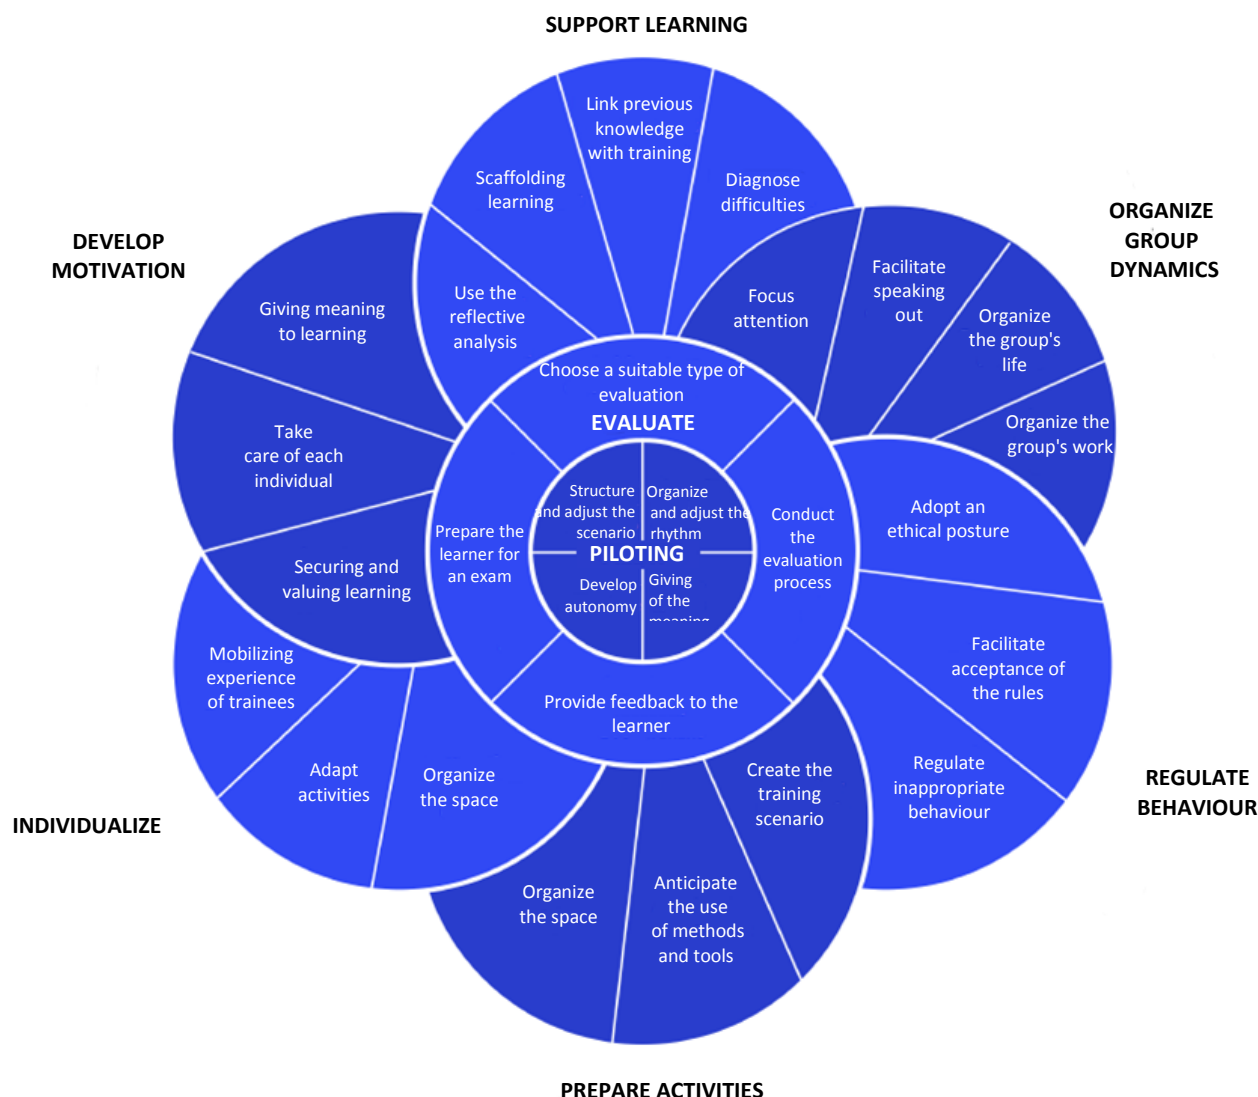 SUPPORT LEARNING
Link previous
knowledge
with training
Scaffolding
learning
Diagnose
difficulties
Use the
reflective
analysis
ORGANIZE
GROUP
DYNAMICS
Focus
attention
Facilitate
speaking
out
Organize
the group's
life
Organize the
group's work
DEVELOP
MOTIVATION
Giving meaning
to learning
Take
care of each
individual
Securing and
valuing learning
Choose a suitable type of
evaluation
EVALUATE
Prepare the
learner for
an exam
Conduct
the
evaluation
process
Provide feedback to the
learner
Structure
and adjust the
scenario
Organize
and adjust the
rhythm
PILOTING
Develop
autonomy
Giving
of the
meaning
Adopt an
ethical posture
Facilitate
acceptance of
the rules
Regulate
inappropriate
behaviour
REGULATE
BEHAVIOUR
Mobilizing
experience
of trainees
Adapt
activities
Organize
the space
INDIVIDUALIZE
Create the
training
scenario
Anticipate
the use
of methods
and tools
Organize
the space
PREPARE ACTIVITIES